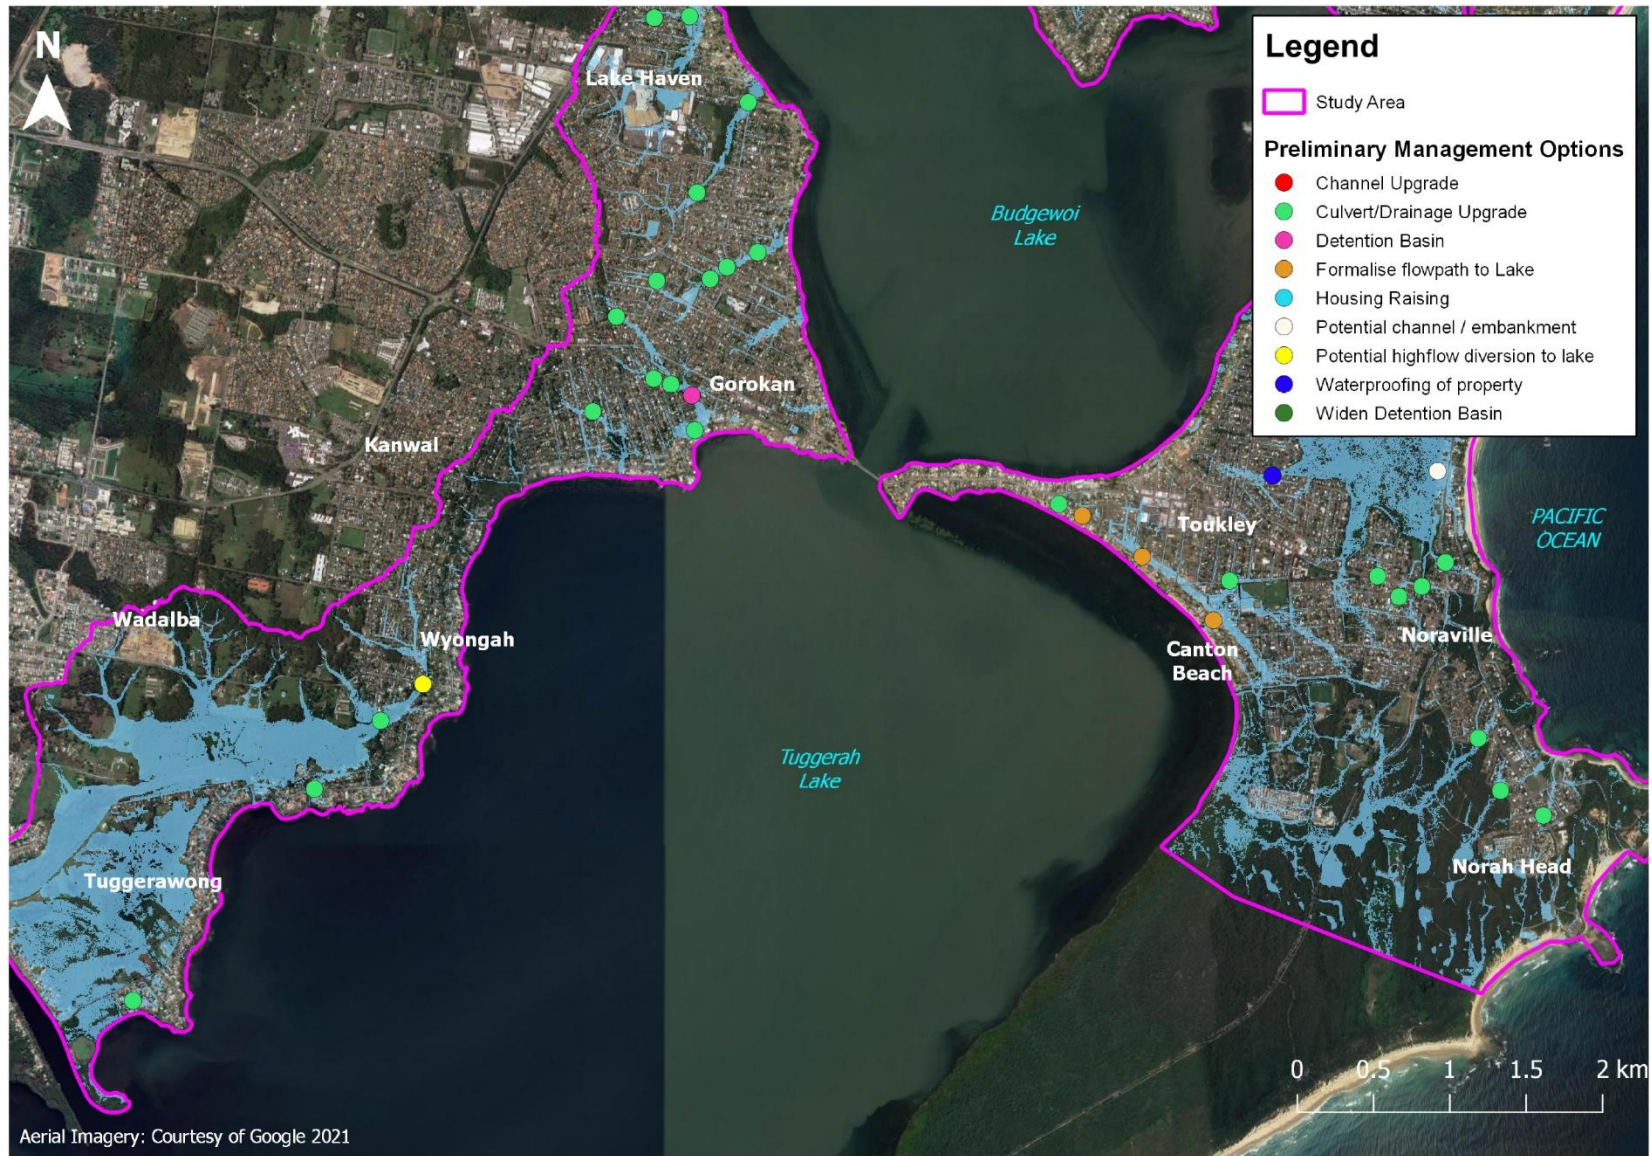 N
Lake Haven
Budgewoi
Lake
Legend
Study Area
Preliminary Management Options
Channel Upgrade
Culvert/Drainage Upgrade
Detention Basin
Formalise flowpath to Lake
Housing Raising
Potential channel / embankment
Potential highflow diversion to lake
Waterproofing of property
Widen Detention Basin
Gorokan
Kanwal
Toukley
PACIFIC
OCEAN
Wadalba
Wyongah
Noraville
Canton
Beach
Tuggerah
Lake
Tuggerawong
Norah Head
0 0.5 1 1.5 2 km
Aerial Imagery: Courtesy of Google 2021